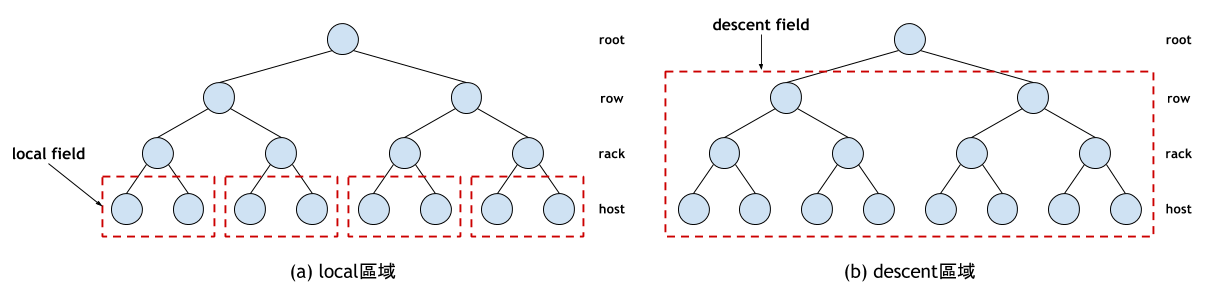 root
row
rack
host
local field
(a) local區域
descent field
root
row
rack
host
(b) descent區域